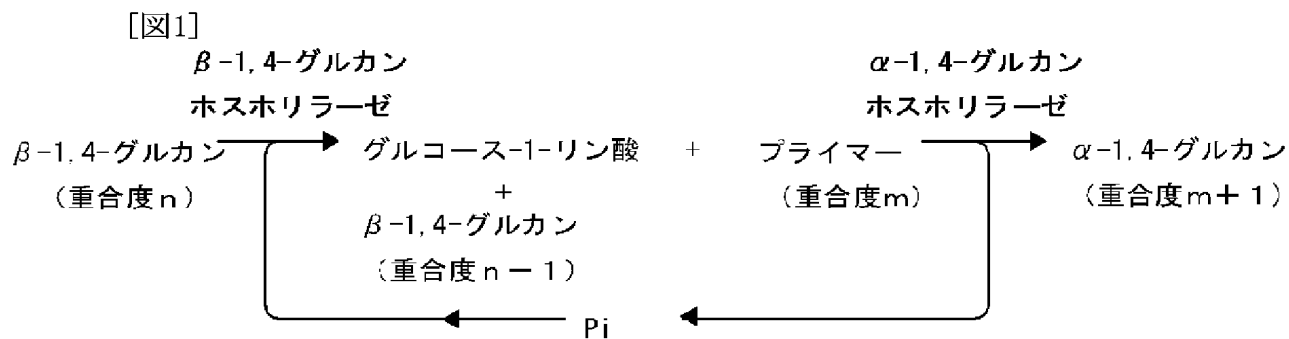 [図1]
β-1,4-グルカン
ホスホリラーゼ
α-1,4-グルカン
ホスホリラーゼ
β-1,4-グルカン グルコース-1-リン酸 + プライマー α-1,4-グルカン
(重合度n) + (重合度m) (重合度m+1)
β-1,4-グルカン
(重合度n-1)
Pi